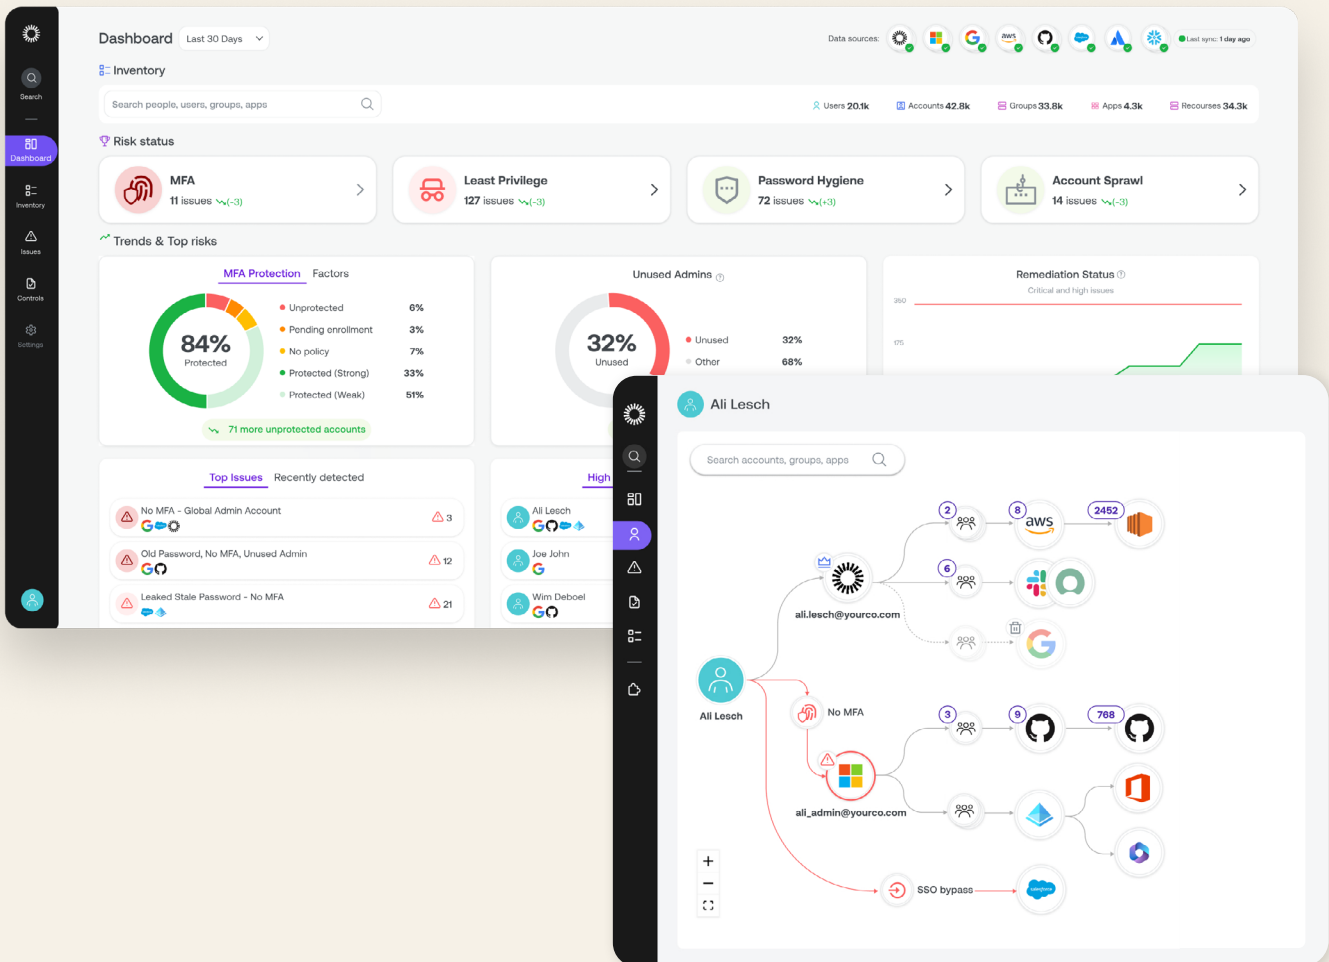 Dashboard Last 30 Days
Data sources: aws Last sync: 1 day ago
Search
Inventory
Search people, users, groups, apps
Users 20.1k Accounts 42.8k Groups 33.8k Apps 4.3k Recourses 34.3k
Dashboard
Inventory
Issues
Controls
Settings
Risk status
MFA
11 issues (-3)
Least Privilege
127 issues (-3)
Password Hygiene
72 issues (+3)
Account Sprawl
14 issues (-3)
Trends & Top risks
MFA Protection Factors
84%
Protected
Unprotected 6%
Pending enrollment 3%
No policy 7%
Protected (Strong) 33%
Protected (Weak) 51%
71 more unprotected accounts
Unused Admins
32%
Unused
Unused 32%
Other 68%
Remediation Status
Critical and high issues
350
175
Top Issues Recently detected
No MFA - Global Admin Account
3
Old Password, No MFA, Unused Admin
12
Leaked Stale Password - No MFA
21
High
Ali Lesch
Joe John
Wim Deboel
Ali Lesch
Search accounts, groups, apps
2 8 aws 2452
6
ali.lesch@yourco.com
Ali Lesch
No MFA
3 9 768
ali_admin@yourco.com
SSO bypass
salesforce